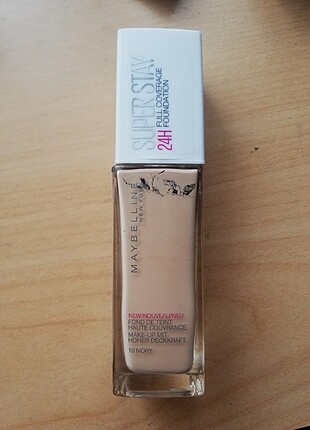 SUPER STAY
24H FULL COVERAGE
FOUNDATION
MAYBELLINE
NEW YORK
NEW/NOUVEAU/NEU
FOND DE TEINT
HAUTE COUVRANCE
MAKE-UP MIT
HOHER DECKKRAFT
10 IVORY